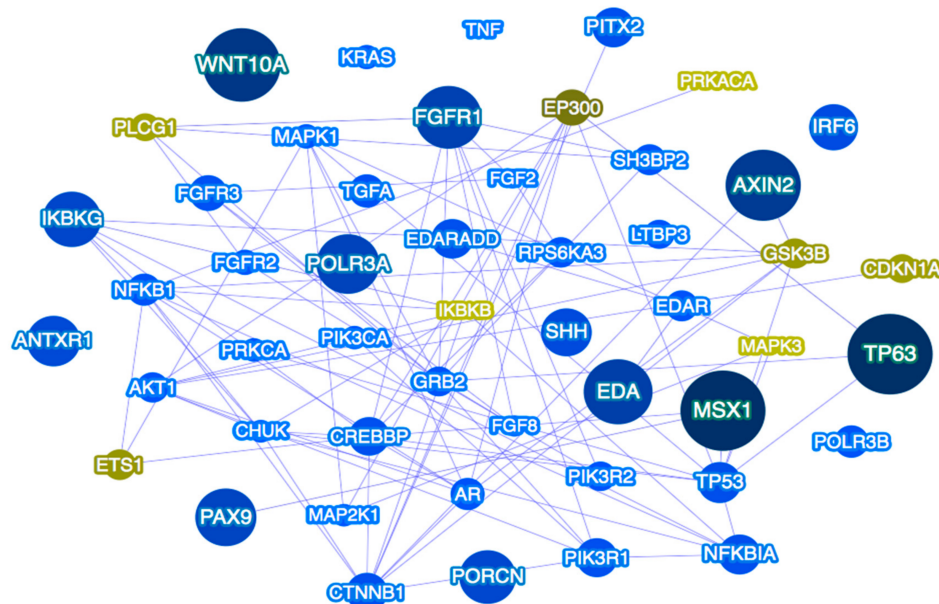 TNF
PITX2
KRAS
WNT10A
PRKACA
EP300
FGFR1
PLCG1
IRF6
MAPK1
SH3BP2
FGF2
AXIN2
FGFR3
TGFA
IKBKG
LTBP3
EDARADD
RPS6KA3
GSK3B
POLR3A
FGFR2
CDKN1A
NFKB1
EDAR
IKBKB
SHH
ANTXR1
PIK3CA
MAPK3
PRKCA
TP63
GRB2
AKT1
EDA
MSX1
FGF8
CHUK
CREBBP
POLR3B
ETS1
PIK3R2
TP53
AR
PAX9
MAP2K1
NFKBIA
PIK3R1
PORCN
CTNNB1